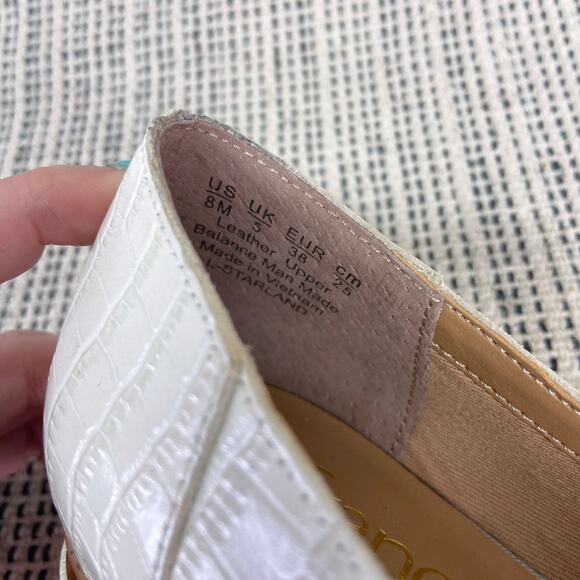 US UK EUR cm
8M 5 38 25
Leather Upper
Balance Man Made
Made in Vietnam
L-STARLAND